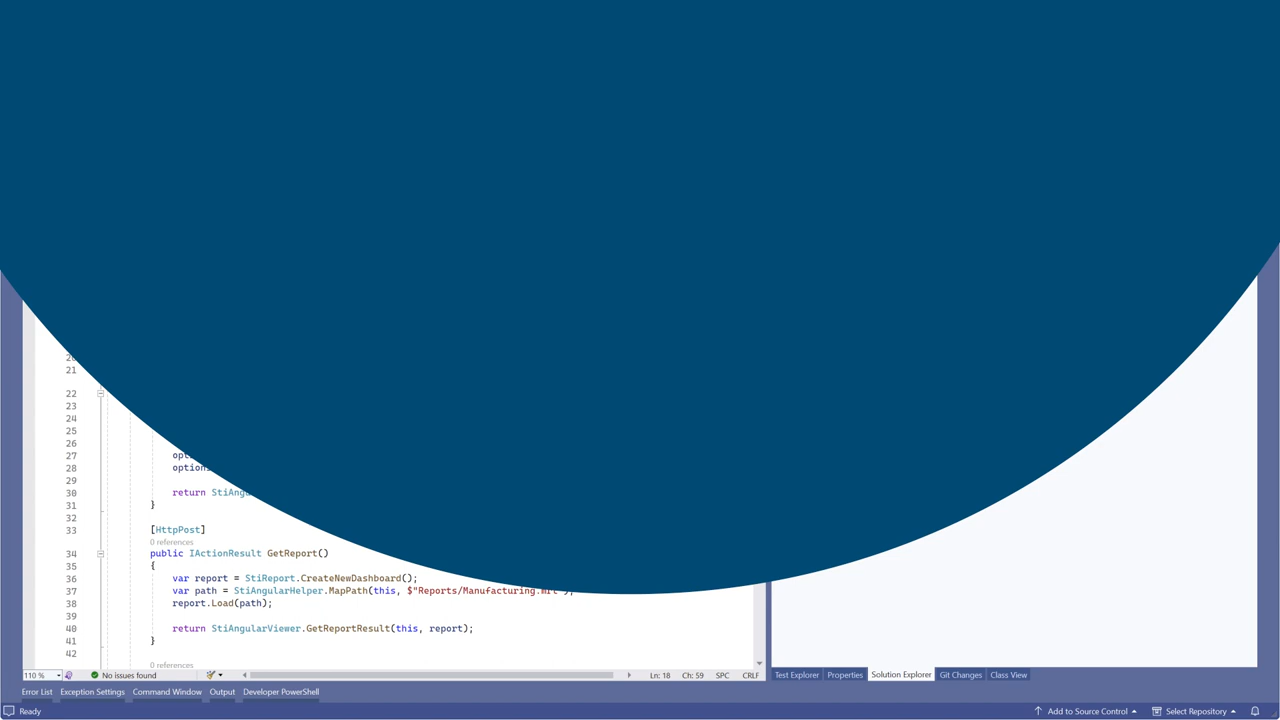 21
22
23
24
25
26
27
28
29
30 return
31 }
32
33 [HttpPost]
0 references
34 public IActionResult GetReport()
35 {
36 var report = StiReport.CreateNewDashboard();
37 var path = StiAngularHelper.MapPath(this, $"Reports/Manufacturing.mrt");
38 report.Load(path);
39
40 return StiAngularViewer.GetReportResult(this, report);
41 }
42
0 references
110 % No issues found Ln: 18 Ch: 59 SPC CRLF Test Explorer Properties Solution Explorer Git Changes Class View
Error List Exception Settings Command Window Output Developer PowerShell
Ready Add to Source Control Select Repository